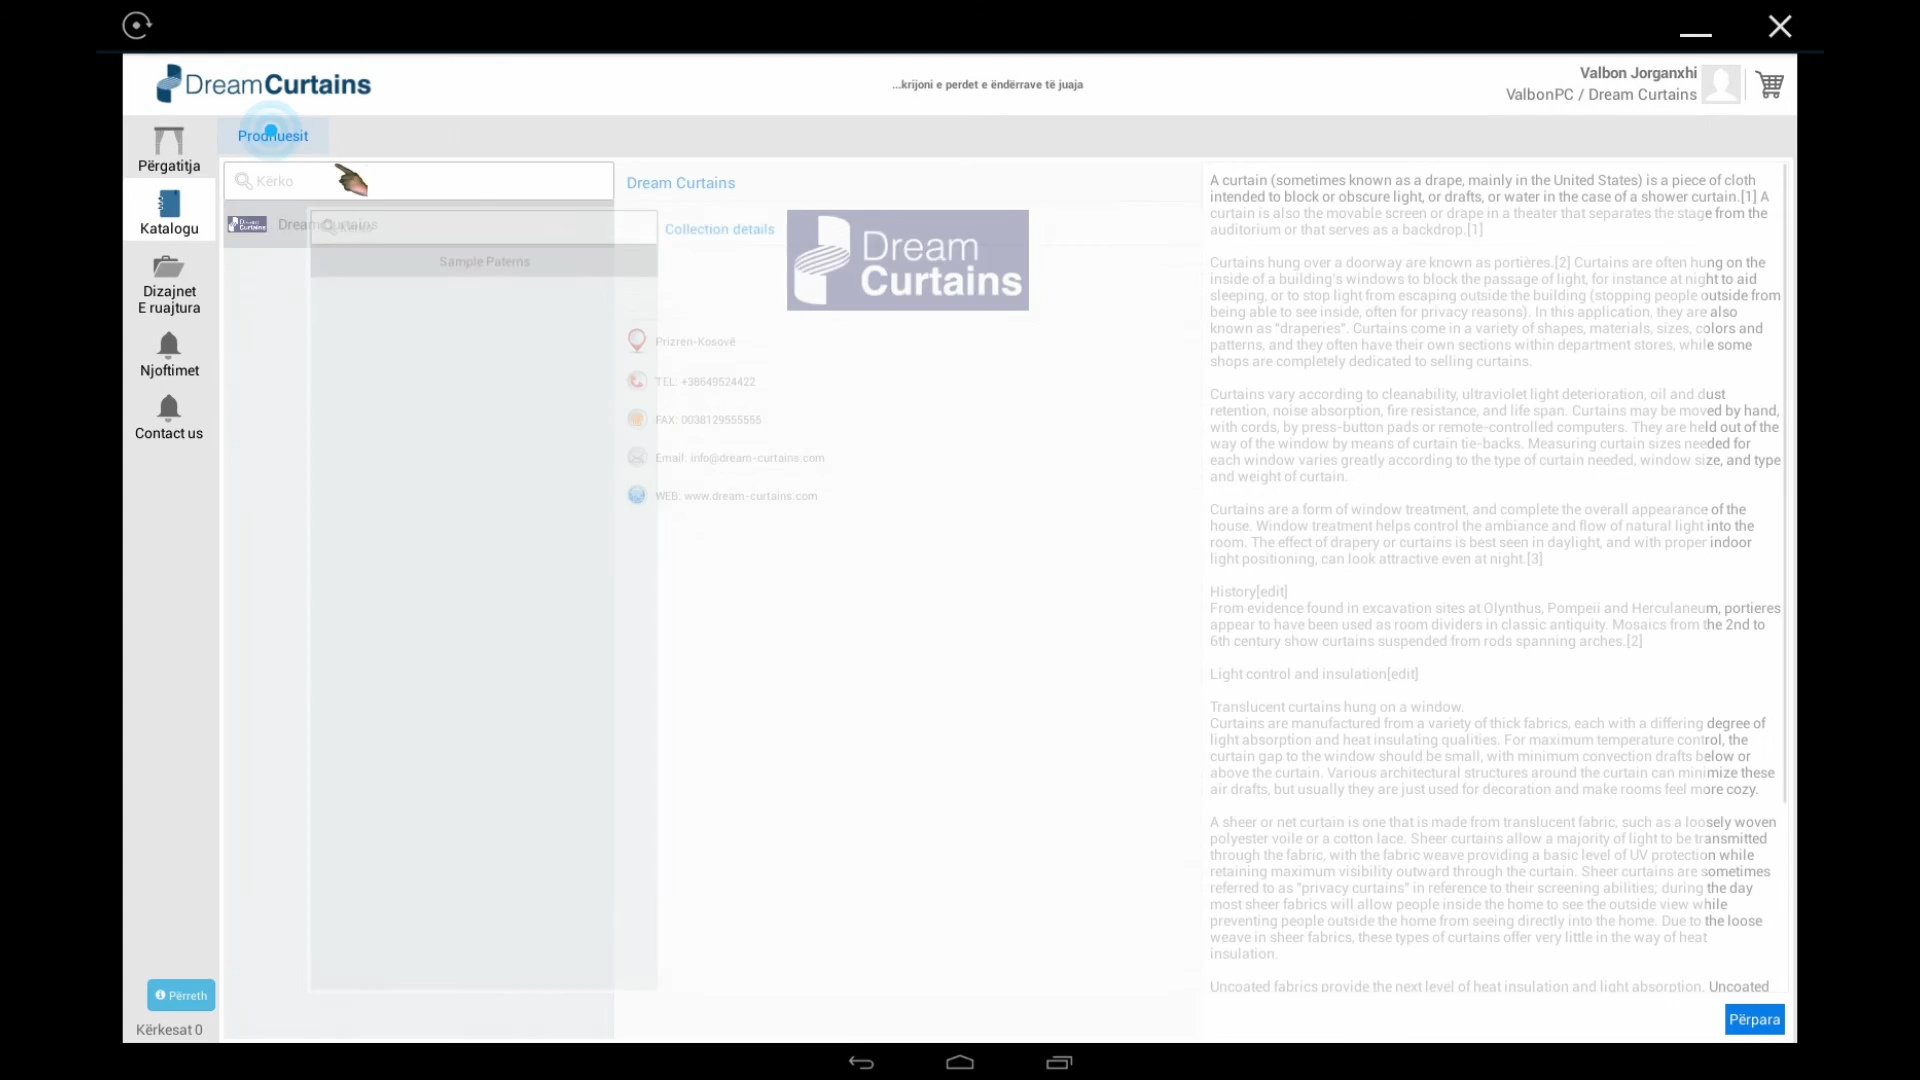 DreamCurtains
...krijoni e perdet e ëndërrave të juaja
Valbon Jorganxhi
ValbonPC / Dream Curtains
Prodhuesit
Përgatitja
Katalogu
Dizajnet
E ruajtura
Njoftimet
Contact us
Përreth
Kërkesat 0
Kërko
Dream Curtains
Dream Curtains
Sample Paterns
Dream Curtains
Collection details
Dream
Curtains
Prizren-Kosovë
TEL: +38649524422
FAX: 0038129555555
Email: info@dream-curtains.com
WEB: www.dream-curtains.com
A curtain (sometimes known as a drape, mainly in the United States) is a piece of cloth
intended to block or obscure light, or drafts, or water in the case of a shower curtain.[1] A
curtain is also the movable screen or drape in a theater that separates the stage from the
auditorium or that serves as a backdrop.[1]
Curtains hung over a doorway are known as portières.[2] Curtains are often hung on the
inside of a building's windows to block the passage of light, for instance at night to aid
sleeping, or to stop light from escaping outside the building (stopping people outside from
being able to see inside, often for privacy reasons). In this application, they are also
known as "draperies". Curtains come in a variety of shapes, materials, sizes, colors and
patterns, and they often have their own sections within department stores, while some
shops are completely dedicated to selling curtains.
Curtains vary according to cleanability, ultraviolet light deterioration, oil and dust
retention, noise absorption, fire resistance, and life span. Curtains may be moved by hand,
with cords, by press-button pads or remote-controlled computers. They are held out of the
way of the window by means of curtain tie-backs. Measuring curtain sizes needed for
each window varies greatly according to the type of curtain needed, window size, and type
and weight of curtain.
Curtains are a form of window treatment, and complete the overall appearance of the
house. Window treatment helps control the ambiance and flow of natural light into the
room. The effect of drapery or curtains is best seen in daylight, and with proper indoor
light positioning, can look attractive even at night.[3]
History[edit]
From evidence found in excavation sites at Olynthus, Pompeii and Herculaneum, portieres
appear to have been used as room dividers in classic antiquity. Mosaics from the 2nd to
6th century show curtains suspended from rods spanning arches.[2]
Light control and insulation[edit]
Translucent curtains hung on a window.
Curtains are manufactured from a variety of thick fabrics, each with a differing degree of
light absorption and heat insulating qualities. For maximum temperature control, the
curtain gap to the window should be small, with minimum convection drafts below or
above the curtain. Various architectural structures around the curtain can minimize these
air drafts, but usually they are just used for decoration and make rooms feel more cozy.
A sheer or net curtain is one that is made from translucent fabric, such as a loosely woven
polyester voile or a cotton lace. Sheer curtains allow a majority of light to be transmitted
through the fabric, with the fabric weave providing a basic level of UV protection while
retaining maximum visibility outward through the curtain. Sheer curtains are sometimes
referred to as "privacy curtains" in reference to their screening abilities; during the day
most sheer fabrics will allow people inside the home to see the outside view while
preventing people outside the home from seeing directly into the home. Due to the loose
weave in sheer fabrics, these types of curtains offer very little in the way of heat
insulation.
Uncoated fabrics provide the next level of heat insulation and light absorption. Uncoated
Përpara